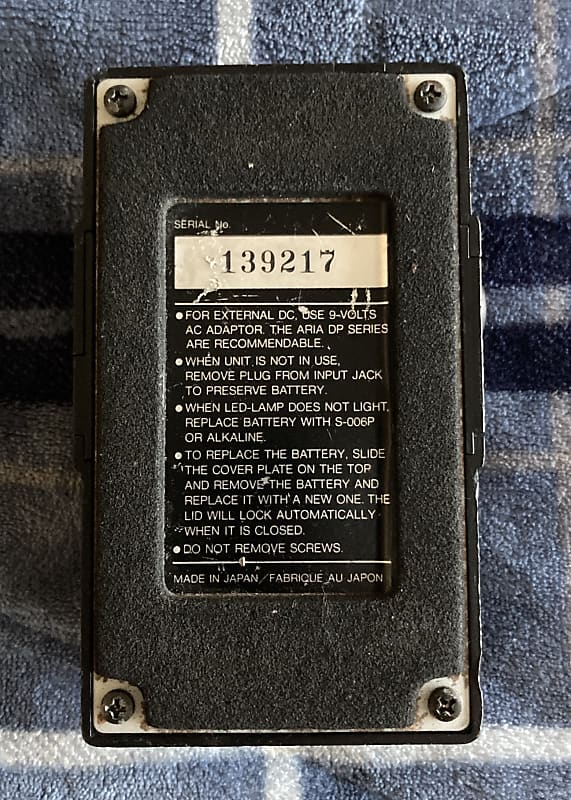 SERIAL No.
139217
● FOR EXTERNAL DC, USE 9-VOLTS
AC ADAPTOR. THE ARIA DP SERIES
ARE RECOMMENDABLE.
● WHEN UNIT IS NOT IN USE,
REMOVE PLUG FROM INPUT JACK
TO PRESERVE BATTERY.
● WHEN LED-LAMP DOES NOT LIGHT,
REPLACE BATTERY WITH S-006P
OR ALKALINE.
● TO REPLACE THE BATTERY, SLIDE
THE COVER PLATE ON THE TOP
AND REMOVE THE BATTERY AND
REPLACE IT WITH A NEW ONE. THE
LID WILL LOCK AUTOMATICALLY
WHEN IT IS CLOSED.
● DO NOT REMOVE SCREWS.
MADE IN JAPAN / FABRIQUE AU JAPON